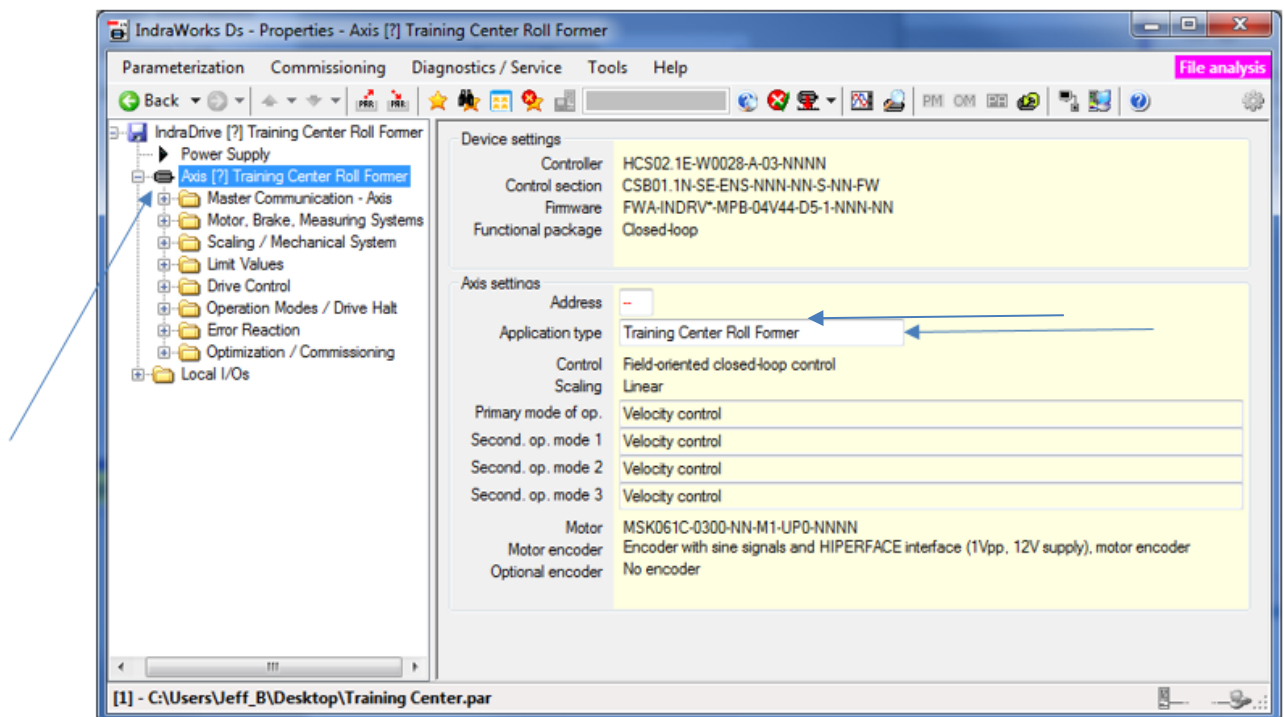 IndraWorks Ds - Properties - Axis [?] Training Center Roll Former
Parameterization Commissioning Diagnostics / Service Tools Help File analysis
Back PAR PAR PM OM
IndraDrive [?] Training Center Roll Former
Power Supply
Axis [?] Training Center Roll Former
Master Communication - Axis
Motor, Brake, Measuring Systems
Scaling / Mechanical System
Limit Values
Drive Control
Operation Modes / Drive Halt
Error Reaction
Optimization / Commissioning
Local I/Os
Device settings
Controller HCS02.1E-W0028-A-03-NNNN
Control section CSB01.1N-SE-ENS-NNN-NN-S-NN-FW
Firmware FWA-INDRV*-MPB-04V44-D5-1-NNN-NN
Functional package Closed-loop
Axis settings
Address --
Application type Training Center Roll Former
Control Field-oriented closed-loop control
Scaling Linear
Primary mode of op. Velocity control
Second. op. mode 1 Velocity control
Second. op. mode 2 Velocity control
Second. op. mode 3 Velocity control
Motor MSK061C-0300-NN-M1-UP0-NNNN
Motor encoder Encoder with sine signals and HIPERFACE interface (1Vpp, 12V supply), motor encoder
Optional encoder No encoder
[1] - C:\Users\Jeff_B\Desktop\Training Center.par